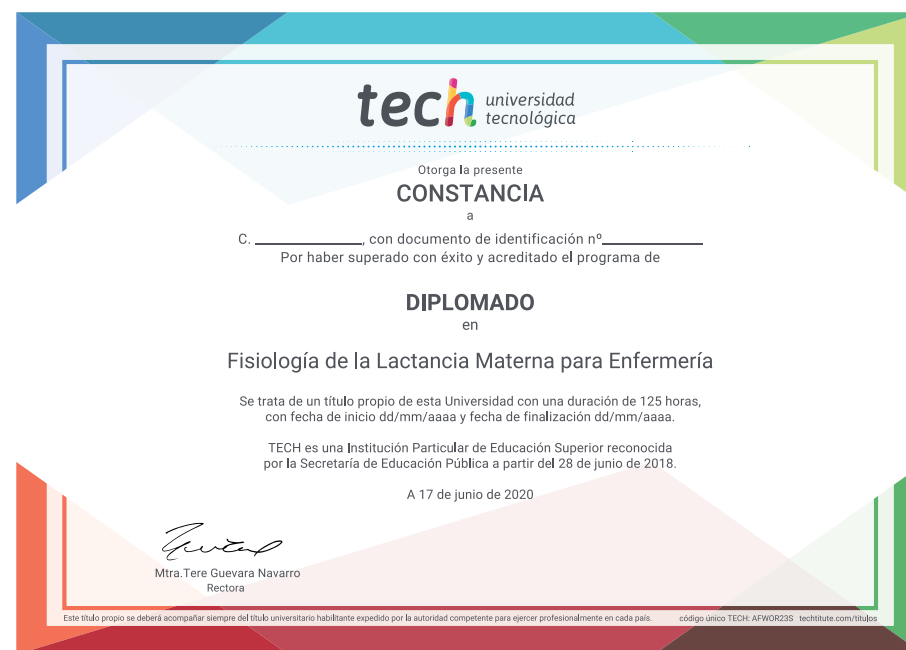 tech universidad
tecnológica
Otorga la presente
CONSTANCIA
a
C. ____________, con documento de identificación nº____________
Por haber superado con éxito y acreditado el programa de
DIPLOMADO
en
Fisiología de la Lactancia Materna para Enfermería
Se trata de un título propio de esta Universidad con una duración de 125 horas,
con fecha de inicio dd/mm/aaaa y fecha de finalización dd/mm/aaaa.
TECH es una Institución Particular de Educación Superior reconocida
por la Secretaría de Educación Pública a partir del 28 de junio de 2018.
A 17 de junio de 2020
Mtra.Tere Guevara Navarro
Rectora
Este título propio se deberá acompañar siempre del título universitario habilitante expedido por la autoridad competente para ejercer profesionalmente en cada país. código único TECH: AFWOR23S techtitute.com/titulos